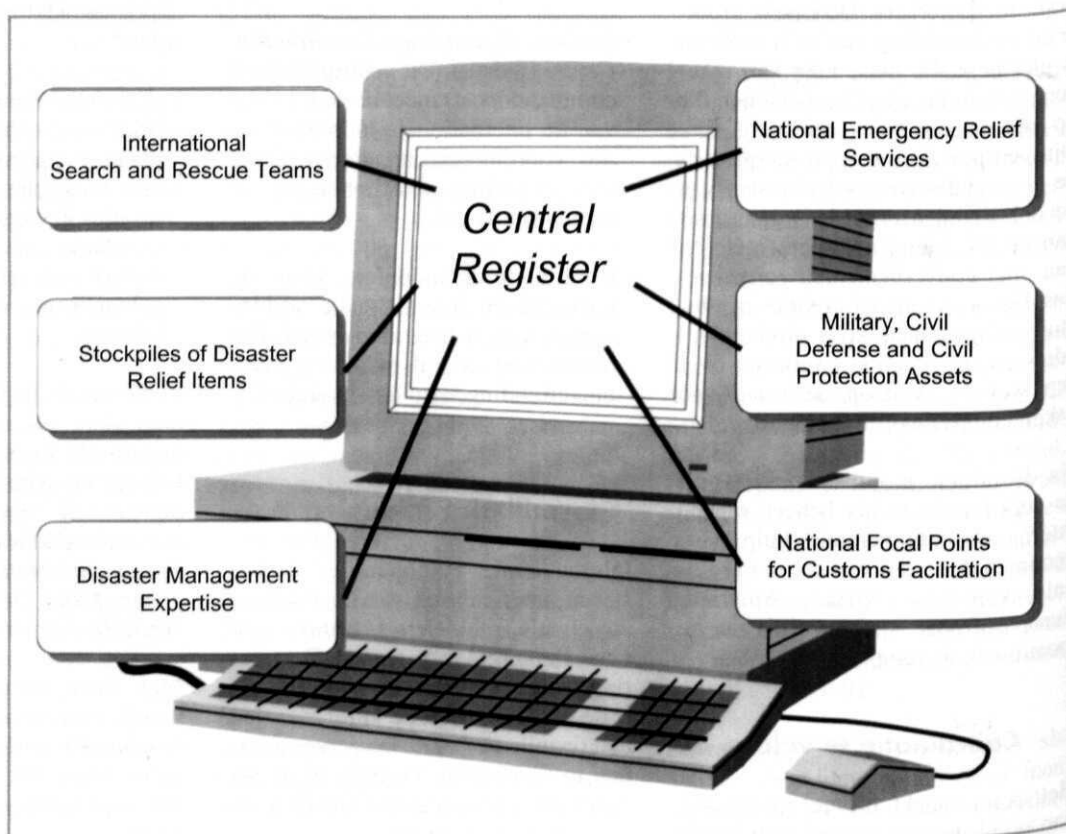 International
Search and Rescue Teams
National Emergency Relief
Services
Central
Register
Stockpiles of Disaster
Relief Items
Military, Civil
Defense and Civil
Protection Assets
Disaster Management
Expertise
National Focal Points
for Customs Facilitation